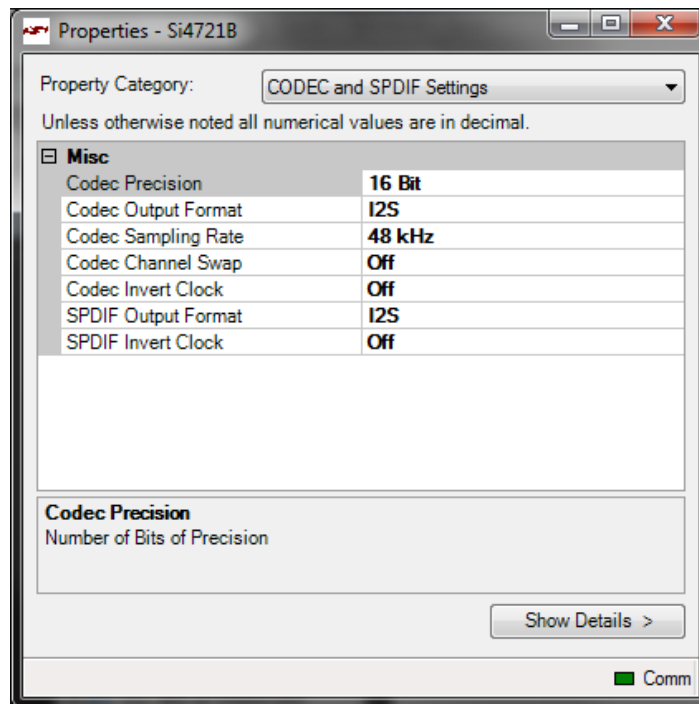 Properties - Si4721B
Property Category: CODEC and SPDIF Settings
Unless otherwise noted all numerical values are in decimal.
Misc
Codec Precision 16 Bit
Codec Output Format I2S
Codec Sampling Rate 48 kHz
Codec Channel Swap Off
Codec Invert Clock Off
SPDIF Output Format I2S
SPDIF Invert Clock Off
Codec Precision
Number of Bits of Precision
Show Details >
Comm